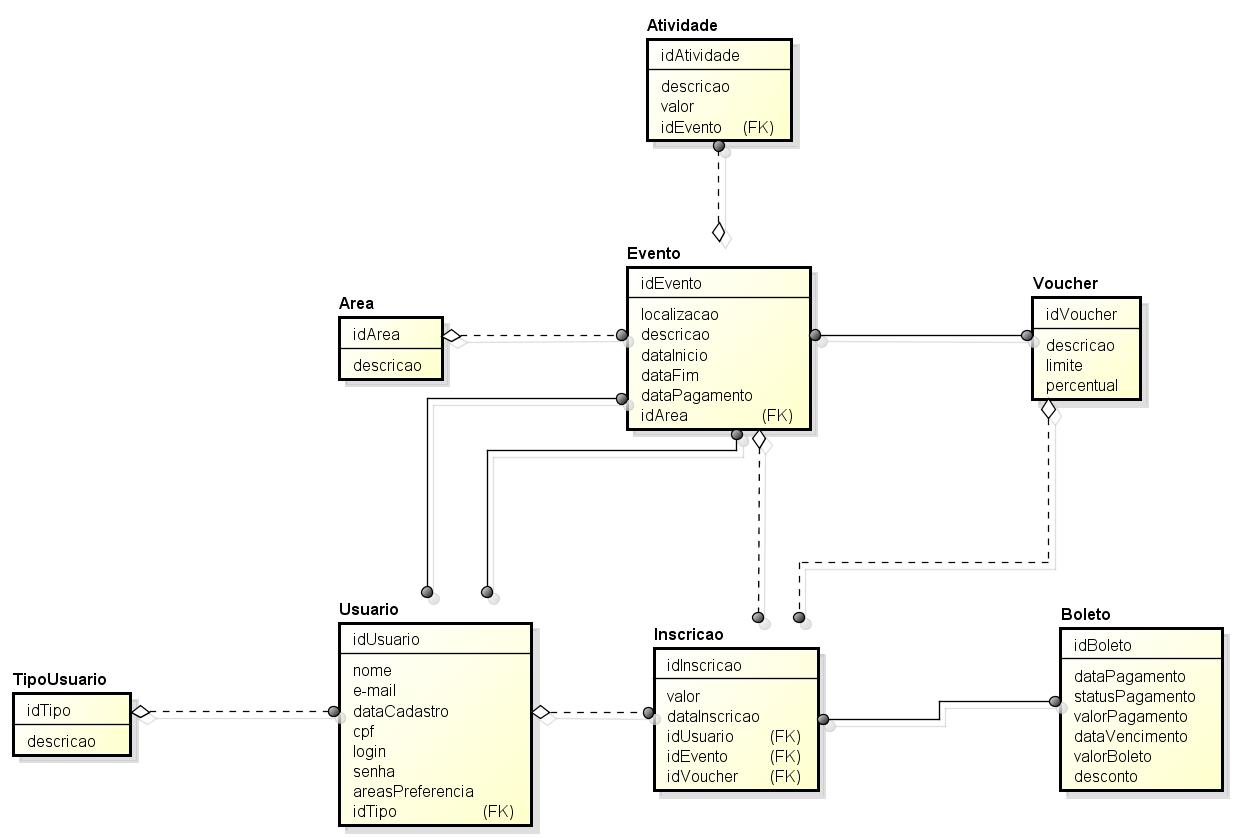 Atividade
idAtividade
descricao
valor
idEvento (FK)
Evento
idEvento
localizacao
descricao
dataInicio
dataFim
dataPagamento
idArea (FK)
Area
idArea
descricao
Voucher
idVoucher
descricao
limite
percentual
Usuario
idUsuario
nome
e-mail
dataCadastro
cpf
login
senha
areasPreferencia
idTipo (FK)
TipoUsuario
idTipo
descricao
Inscricao
idInscricao
valor
dataInscricao
idUsuario (FK)
idEvento (FK)
idVoucher (FK)
Boleto
idBoleto
dataPagamento
statusPagamento
valorPagamento
dataVencimento
valorBoleto
desconto